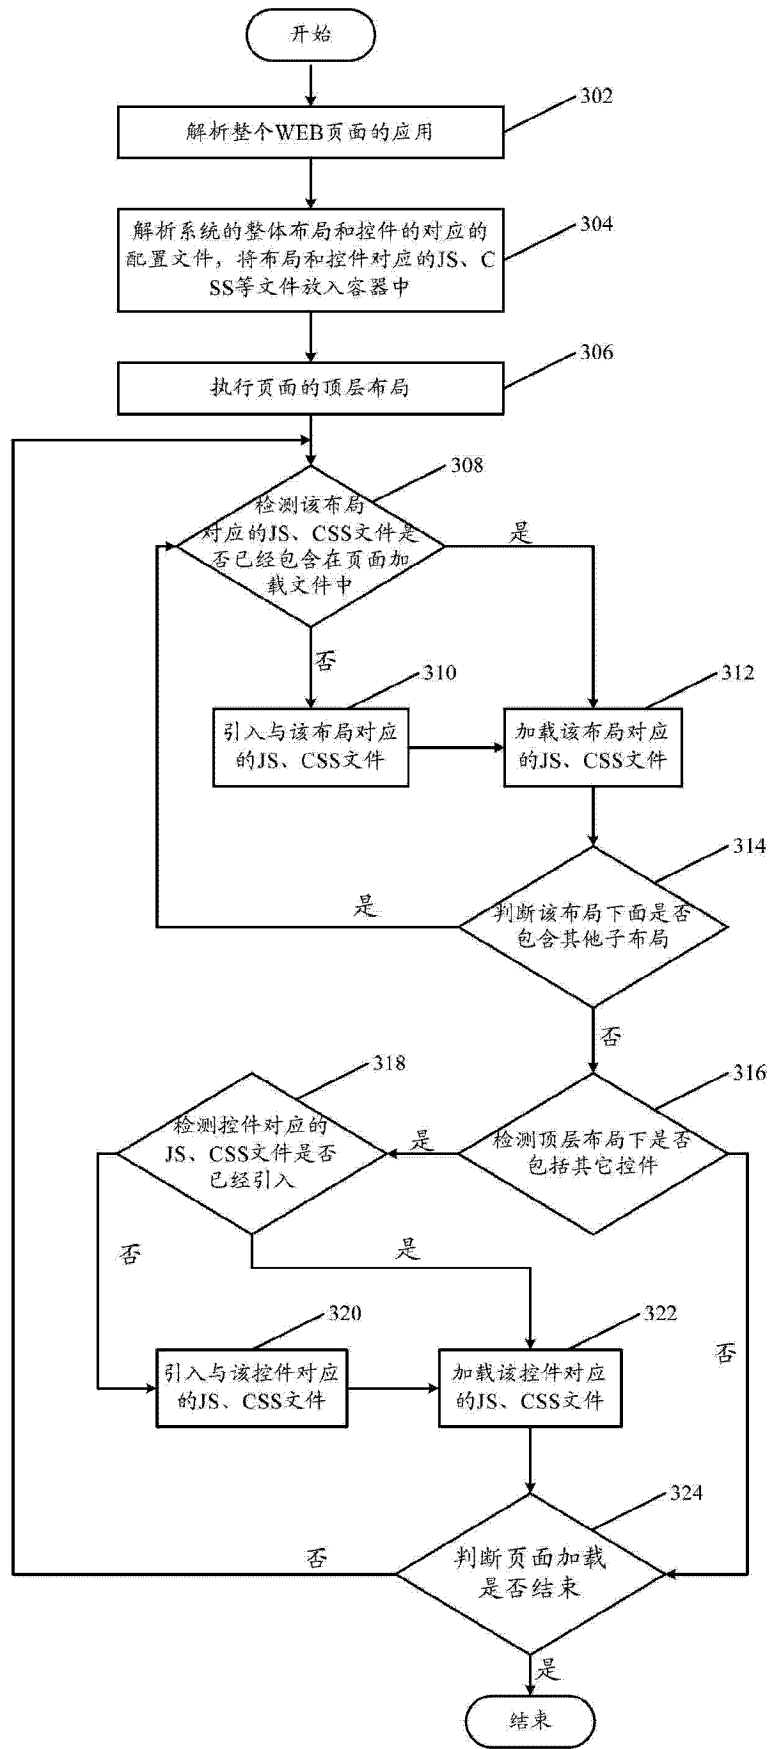 开始
302
解析整个WEB页面的应用
304
解析系统的整体布局和控件的对应的
配置文件，将布局和控件对应的JS、C
SS等文件放入容器中
306
执行页面的顶层布局
308
检测该布局
对应的JS、CSS文件是
否已经包含在页面加
载文件中
是
否
310
引入与该布局对应
的JS、CSS文件
312
加载该布局对应
的JS、CSS文件
314
判断该布局下面是否
包含其他子布局
是
否
316
检测顶层布局下是否
包括其它控件
是
318
检测控件对应的
JS、CSS文件是否
已经引入
否
是
320
引入与该控件对应
的JS、CSS文件
322
加载该控件对应
的JS、CSS文件
否
324
判断页面加载
是否结束
否
是
结束